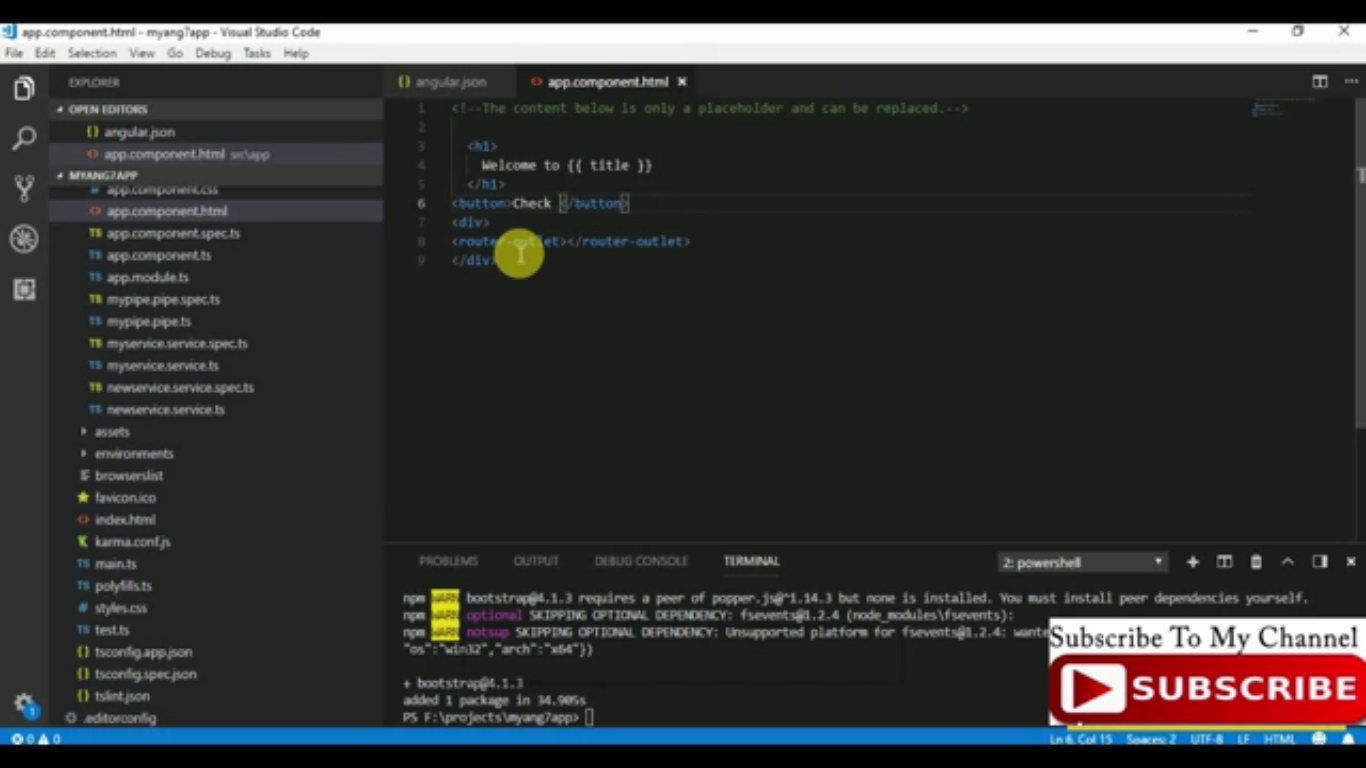 app.component.html - myang7app - Visual Studio Code
File Edit Selection View Go Debug Tasks Help
EXPLORER
OPEN EDITORS
angular.json
app.component.html src\app
MYANG7APP
app.component.css
app.component.html
app.component.spec.ts
app.component.ts
app.module.ts
mypipe.pipe.spec.ts
mypipe.pipe.ts
myservice.service.spec.ts
myservice.service.ts
newservice.service.spec.ts
newservice.service.ts
assets
environments
browserslist
favicon.ico
index.html
karma.conf.js
main.ts
polyfills.ts
styles.css
test.ts
tsconfig.app.json
tsconfig.spec.json
tslint.json
.editorconfig
angular.json app.component.html
1 <!--The content below is only a placeholder and can be replaced.-->
2
3 <h1>
4 Welcome to {{ title }}
5 </h1>
6 <button>Check </button>
7 <div>
8 <router-outlet></router-outlet>
9 </div>
PROBLEMS OUTPUT DEBUG CONSOLE TERMINAL 2: powershell
npm WARN bootstrap@4.1.3 requires a peer of popper.js@^1.14.3 but none is installed. You must install peer dependencies yourself.
npm WARN optional SKIPPING OPTIONAL DEPENDENCY: fsevents@1.2.4 (node_modules\fsevents):
npm WARN notsup SKIPPING OPTIONAL DEPENDENCY: Unsupported platform for fsevents@1.2.4: wante
"os":"win32","arch":"x64"})
+ bootstrap@4.1.3
added 1 package in 34.905s
PS F:\projects\myang7app>
Subscribe To My Channel
SUBSCRIBE
1
0 0 Ln 6, Col 15 Spaces: 2 UTF-8 LF HTML